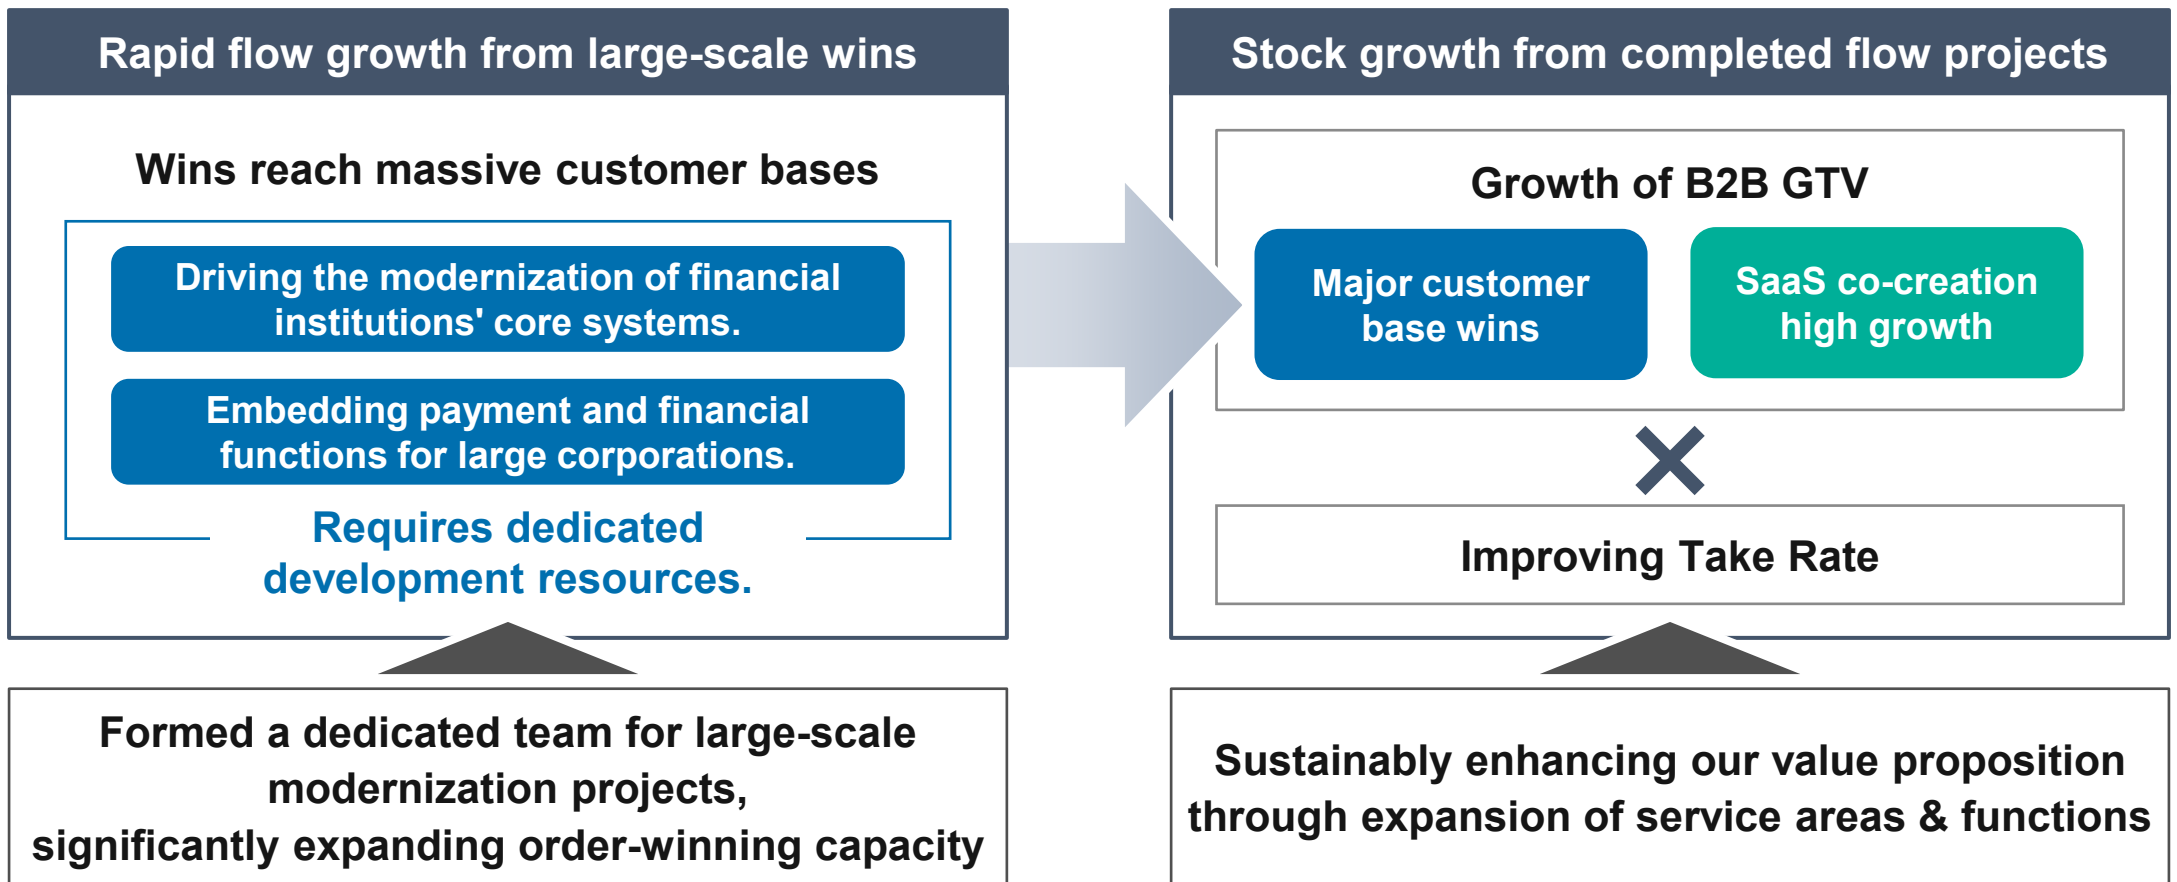 Rapid flow growth from large-scale wins
Wins reach massive customer bases
Driving the modernization of financial
institutions' core systems.
Embedding payment and financial
functions for large corporations.
Requires dedicated
development resources.
Formed a dedicated team for large-scale
modernization projects,
significantly expanding order-winning capacity
Stock growth from completed flow projects
Growth of B2B GTV
Major customer
base wins
SaaS co-creation
high growth
Improving Take Rate
Sustainably enhancing our value proposition
through expansion of service areas & functions